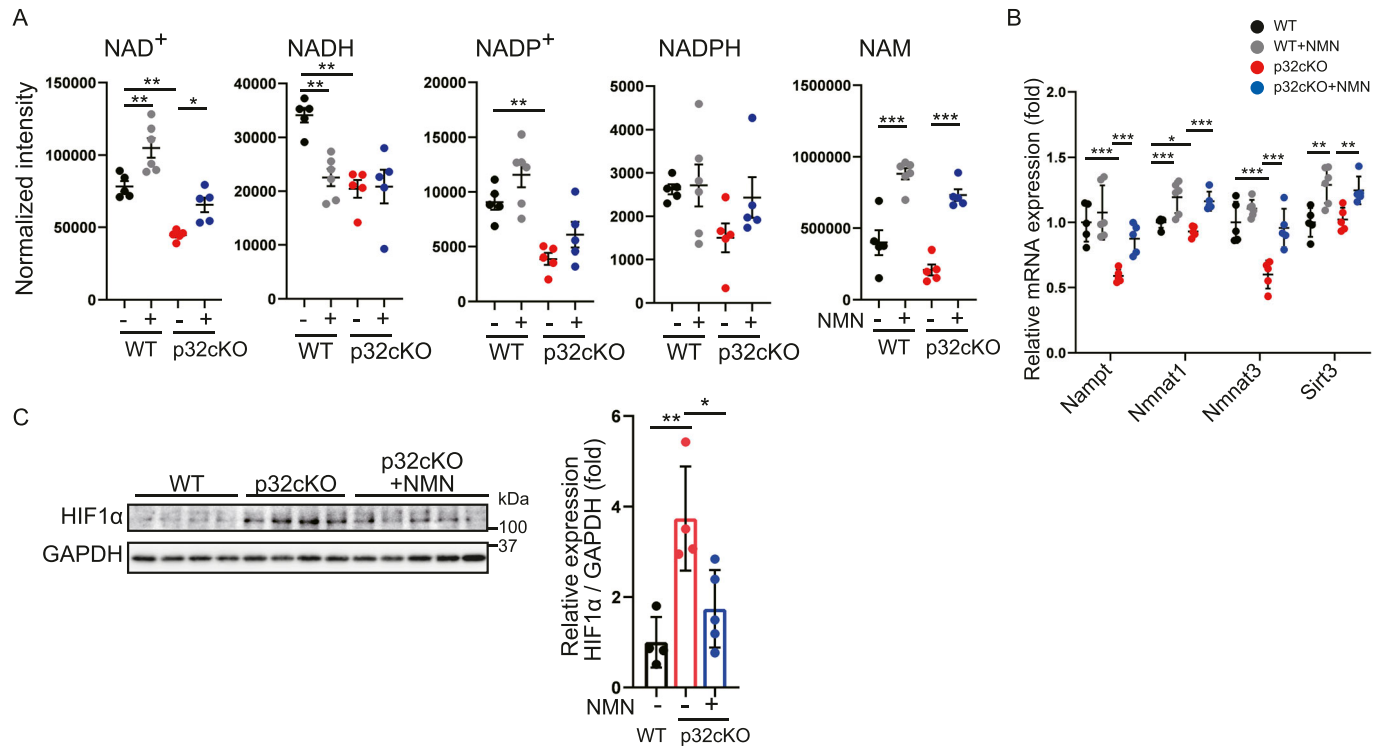 A
NAD+
NADH
NADP+
NADPH
NAM
Normalized intensity
150000
100000
50000
0
**
**
*
- + - +
WT p32cKO
40000
30000
20000
10000
0
**
**
- + - +
WT p32cKO
20000
15000
10000
5000
0
**
- + - +
WT p32cKO
5000
4000
3000
2000
1000
0
- + - +
WT p32cKO
1500000
1000000
500000
0
***
***
NMN - + - +
WT p32cKO
B
WT
WT+NMN
p32cKO
p32cKO+NMN
Relative mRNA expression (fold)
2.0
1.5
1.0
0.5
0.0
*** ***
*** * ***
*** ***
** **
Nampt
Nmnat1
Nmnat3
Sirt3
C
WT
p32cKO
p32cKO
+NMN
kDa
HIF1α
100
GAPDH
37
Relative expression
HIF1α / GAPDH (fold)
6
4
2
0
**
*
NMN - - +
WT p32cKO